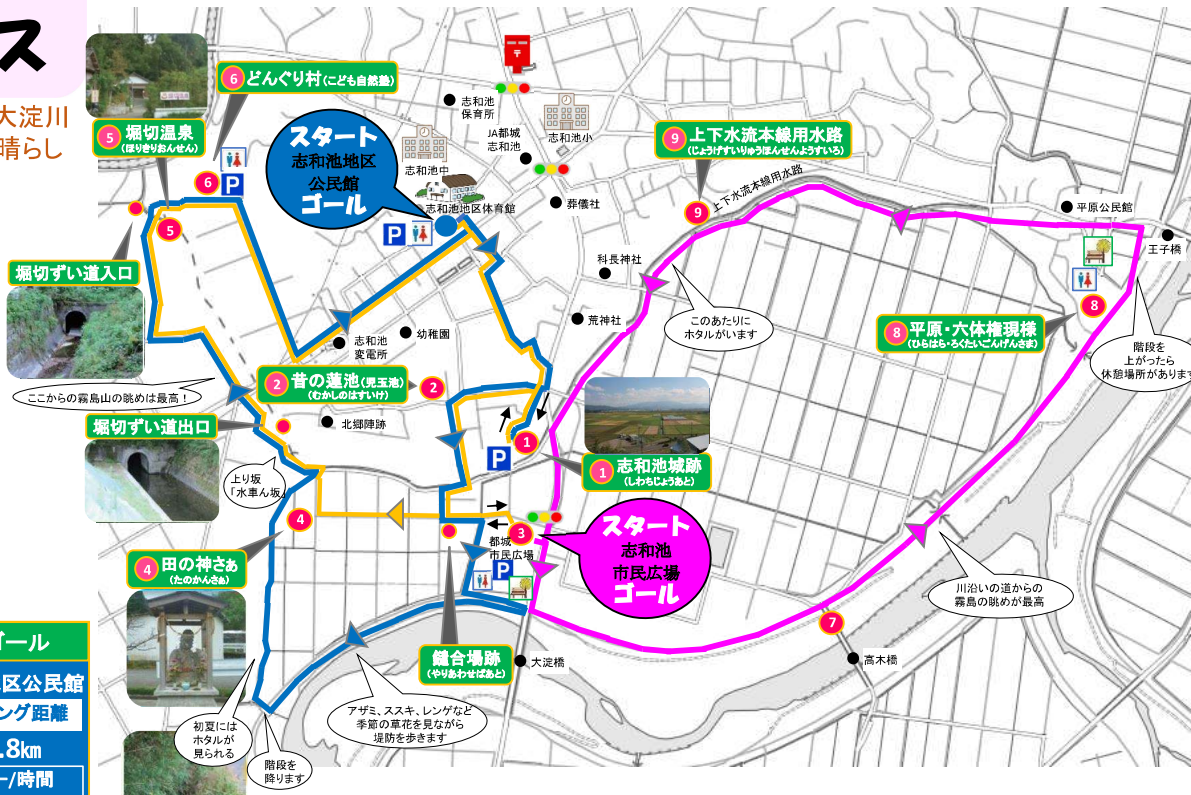 ス
大淀川
晴らし
6 どんぐり村(こども自然塾)
5 堀切温泉
(ほりきりおんせん)
スタート
志和池地区
公民館
ゴール
志和池
保育所
JA都城
志和池
志和池小
志和池中
志和池地区体育館
葬儀社
9 上下水流本線用水路
(じょうげすいりゅうほんせんようすいろ)
上下水流本線用水路
平原公民館
王子橋
6
P
5
P
9
堀切ずい道入口
科長神社
荒神社
このあたりに
ホタルがいます
8
8 平原・六体権現様
(ひらはら・ろくたいごんげんさま)
階段を
上がったら
休憩場所があります
幼稚園
志和池
変電所
2 昔の蓮池(児玉池)
(むかしのはすいけ)
2
ここからの霧島山の眺めは最高!
堀切ずい道出口
北郷陣跡
1
P
1 志和池城跡
(しわちじょうあと)
上り坂
「水車ん坂」
4
3
都城
市民広場
P
スタート
志和池
市民広場
ゴール
4 田の神さぁ
(たのかんさぁ)
川沿いの道からの
霧島の眺めが最高
7
鑓合場跡
(やりあわせばあと)
大淀橋
高木橋
ゴール
区公民館
ング距離
.8km
ー/時間
初夏には
ホタルが
見られる
アザミ、ススキ、レンゲなど
季節の草花を見ながら
堤防を歩きます
階段を
降ります